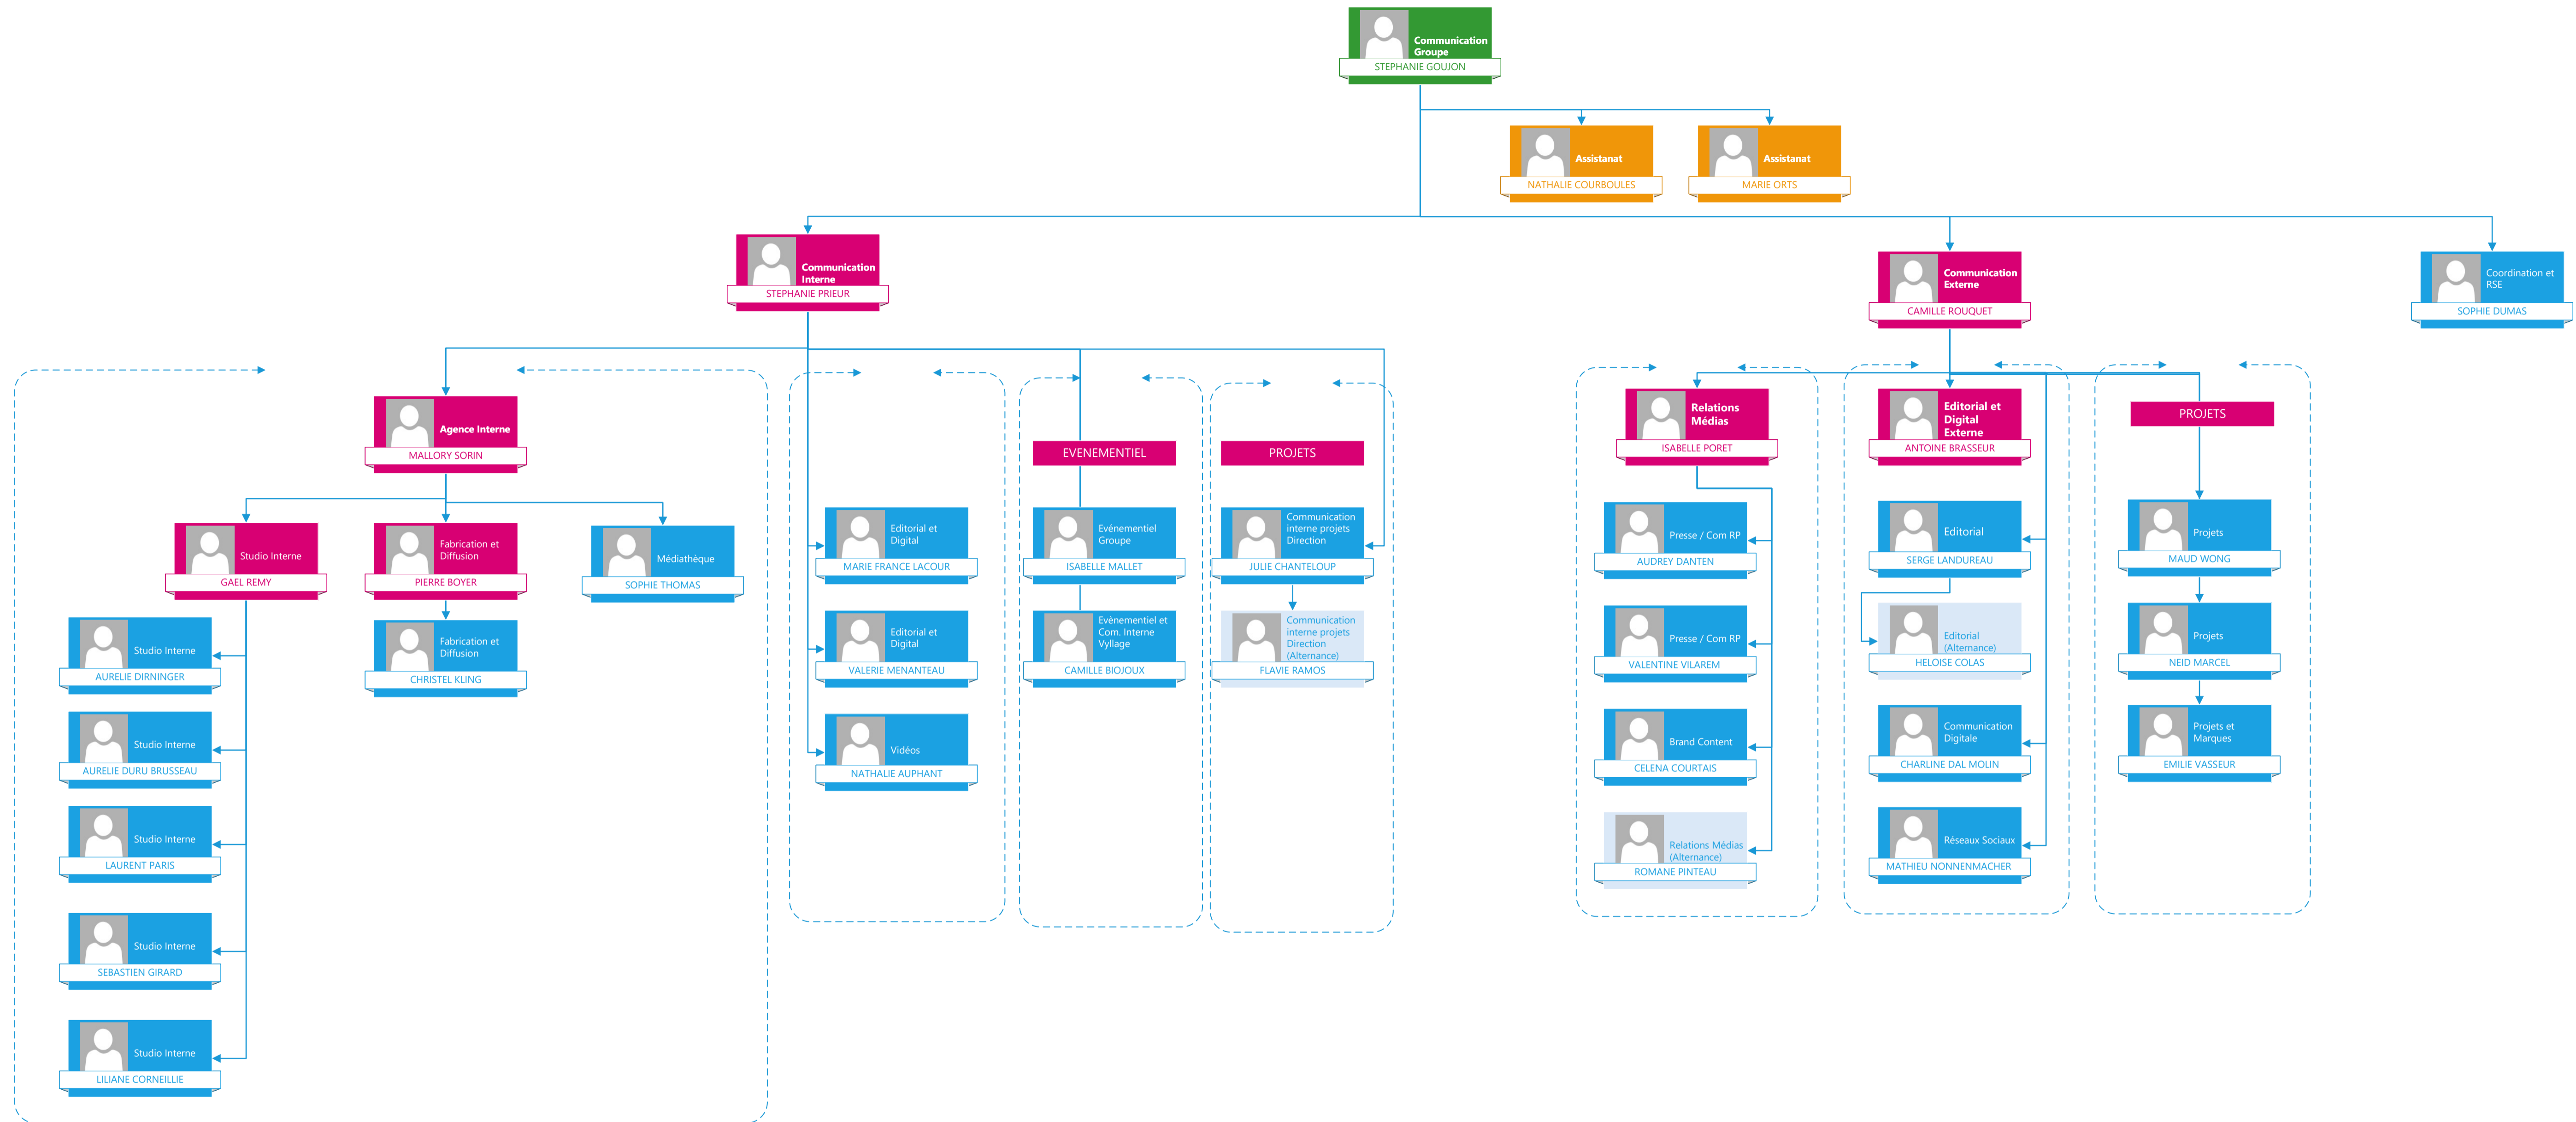 Communication
Groupe
STEPHANIE GOUJON
Assistanat
NATHALIE COURBOULES
Assistanat
MARIE ORTS
Communication
Interne
STEPHANIE PRIEUR
Communication
Externe
CAMILLE ROUQUET
Coordination et
RSE
SOPHIE DUMAS
Agence Interne
MALLORY SORIN
Studio Interne
GAEL REMY
Fabrication et
Diffusion
PIERRE BOYER
Médiathèque
SOPHIE THOMAS
Studio Interne
AURELIE DIRNINGER
Studio Interne
AURELIE DURU BRUSSEAU
Studio Interne
LAURENT PARIS
Studio Interne
SEBASTIEN GIRARD
Studio Interne
LILIANE CORNEILLIE
Fabrication et
Diffusion
CHRISTEL KLING
Editorial et
Digital
MARIE FRANCE LACOUR
Editorial et
Digital
VALERIE MENANTEAU
Vidéos
NATHALIE AUPHANT
EVENEMENTIEL
Evénementiel
Groupe
ISABELLE MALLET
Evènementiel et
Com. Interne
Vyllage
CAMILLE BIOJOUX
PROJETS
Communication
interne projets
Direction
JULIE CHANTELOUP
Communication
interne projets
Direction
(Alternance)
FLAVIE RAMOS
Relations
Médias
ISABELLE PORET
Presse / Com RP
AUDREY DANTEN
Presse / Com RP
VALENTINE VILAREM
Brand Content
CELENA COURTAIS
Relations Médias
(Alternance)
ROMANE PINTEAU
Editorial et
Digital
Externe
ANTOINE BRASSEUR
Editorial
SERGE LANDUREAU
Editorial
(Alternance)
HELOISE COLAS
Communication
Digitale
CHARLINE DAL MOLIN
Réseaux Sociaux
MATHIEU NONNENMACHER
PROJETS
Projets
MAUD WONG
Projets
NEID MARCEL
Projets et
Marques
EMILIE VASSEUR